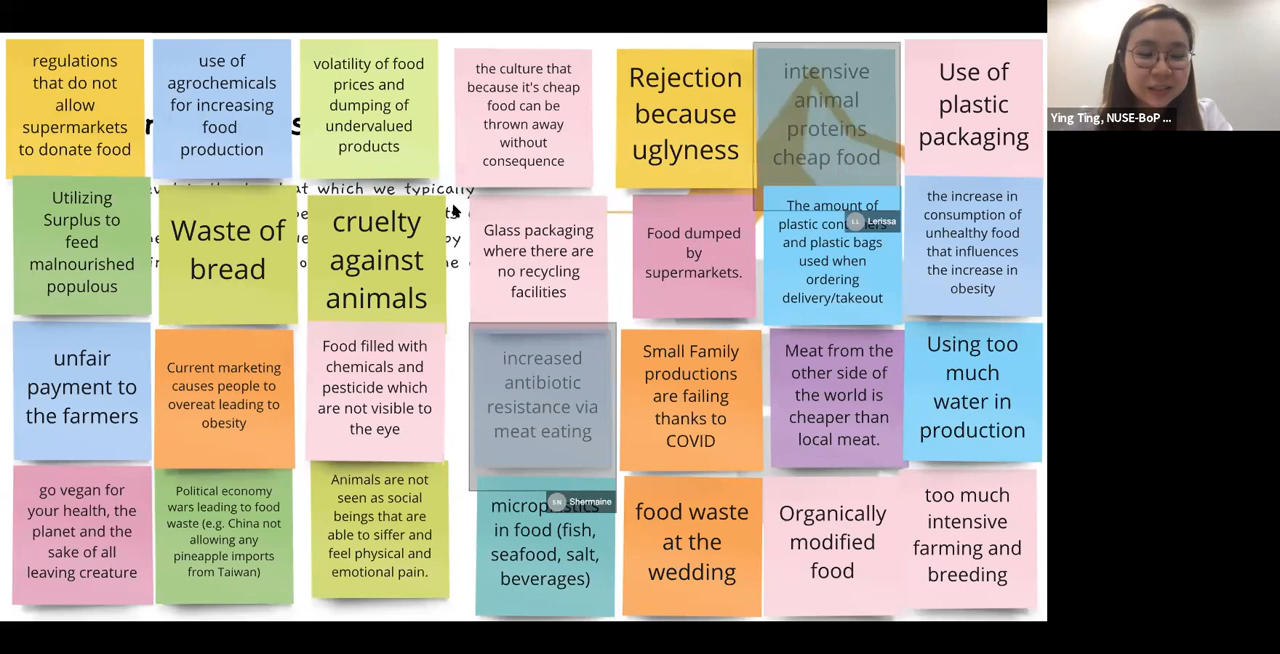 regulations
that do not
allow
supermarkets
to donate food
use of
agrochemicals
for increasing
food
production
volatility of food
prices and
dumping of
undervalued
products
the culture that
because it's cheap
food can be
thrown away
without
consequence
Rejection
because
uglyness
intensive
animal
proteins
cheap food
Use of
plastic
packaging
Ying Ting, NUSE-BoP ...
at which we typically
Utilizing
Surplus to
feed
malnourished
populous
Waste of
bread
cruelty
against
animals
Glass packaging
where there are
no recycling
facilities
Food dumped
by
supermarkets.
The amount of
plastic
and plastic bags
used when
ordering
delivery/takeout
LL Lerissa
the increase in
consumption of
unhealthy food
that influences
the increase in
obesity
unfair
payment to
the farmers
Current marketing
causes people to
overeat leading to
obesity
Food filled with
chemicals and
pesticide which
are not visible to
the eye
increased
antibiotic
resistance via
meat eating
Small Family
productions
are failing
thanks to
COVID
Meat from the
other side of
the world is
cheaper than
local meat.
Using too
much
water in
production
go vegan for
your health, the
planet and the
sake of all
leaving creature
Political economy
wars leading to food
waste (e.g. China not
allowing any
pineapple imports
from Taiwan)
Animals are not
seen as social
beings that are
able to siffer and
feel physical and
emotional pain.
SN Shermaine
microplastics
in food (fish,
seafood, salt,
beverages)
food waste
at the
wedding
Organically
modified
food
too much
intensive
farming and
breeding